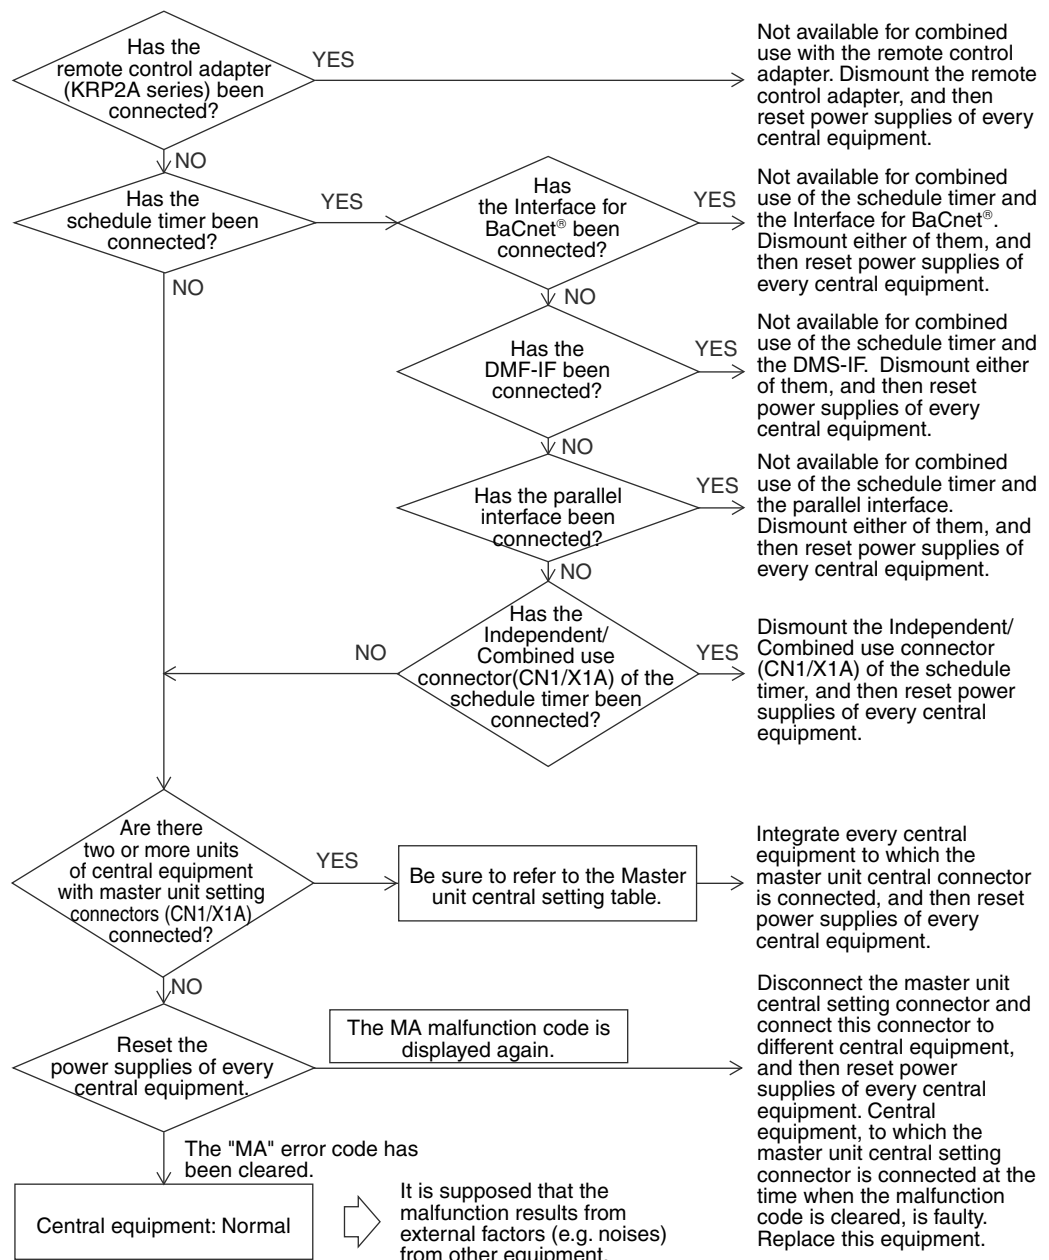 Has the
remote control adapter
(KRP2A series) been
connected?
YES
Not available for combined
use with the remote control
adapter. Dismount the remote
control adapter, and then
reset power supplies of every
central equipment.
NO
Has the
schedule timer been
connected?
YES
Has
the Interface for
BaCnet® been
connected?
YES
Not available for combined
use of the schedule timer and
the Interface for BaCnet®.
Dismount either of them, and
then reset power supplies of
every central equipment.
NO
NO
Has the
DMF-IF been
connected?
YES
Not available for combined
use of the schedule timer and
the DMS-IF. Dismount either
of them, and then reset
power supplies of every
central equipment.
NO
Has the parallel
interface been
connected?
YES
Not available for combined
use of the schedule timer and
the parallel interface.
Dismount either of them, and
then reset power supplies of
every central equipment.
NO
Has the
Independent/
Combined use
connector(CN1/X1A) of the
schedule timer been
connected?
NO
YES
Dismount the Independent/
Combined use connector
(CN1/X1A) of the schedule
timer, and then reset power
supplies of every central
equipment.
Are there
two or more units
of central equipment
with master unit setting
connectors (CN1/X1A)
connected?
YES
Be sure to refer to the Master
unit central setting table.
Integrate every central
equipment to which the
master unit central connector
is connected, and then reset
power supplies of every
central equipment.
NO
Reset the
power supplies of every
central equipment.
The MA malfunction code is
displayed again.
Disconnect the master unit
central setting connector and
connect this connector to
different central equipment,
and then reset power
supplies of every central
equipment. Central
equipment, to which the
master unit central setting
connector is connected at the
time when the malfunction
code is cleared, is faulty.
Replace this equipment.
The "MA" error code has
been cleared.
Central equipment: Normal
It is supposed that the
malfunction results from
external factors (e.g. noises)
from other equipment.